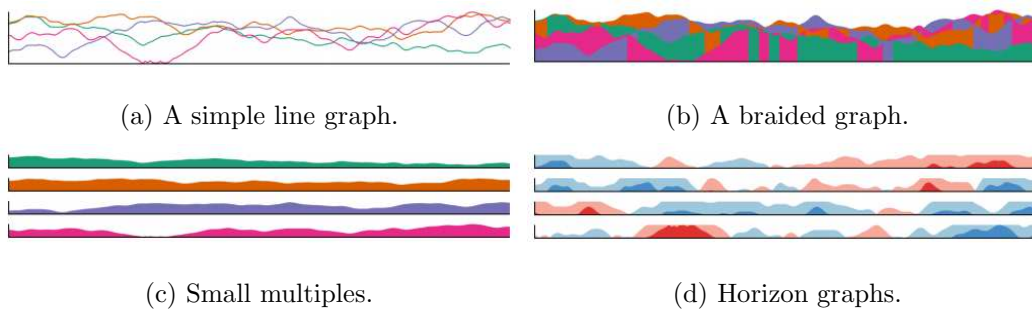 (a) A simple line graph.
(b) A braided graph.
(c) Small multiples.
(d) Horizon graphs.